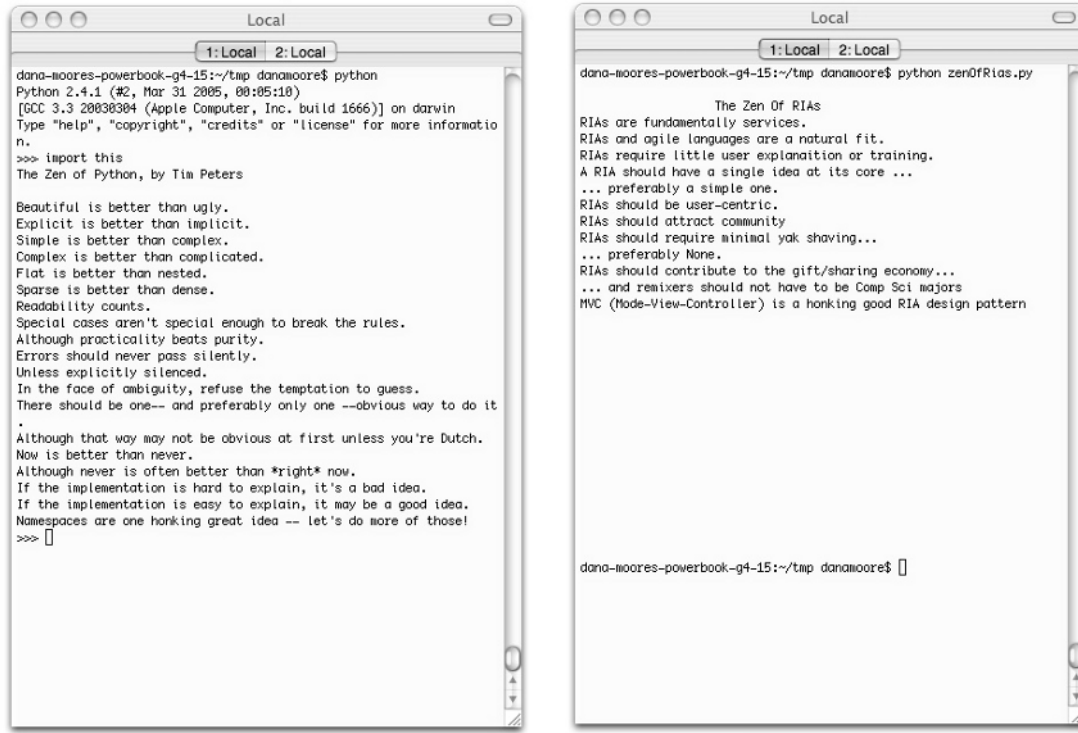 Local
1: Local 2: Local
dana-moores-powerbook-g4-15:~/tmp danamoore$ python
Python 2.4.1 (#2, Mar 31 2005, 00:05:10)
[GCC 3.3 20030304 (Apple Computer, Inc. build 1666)] on darwin
Type "help", "copyright", "credits" or "license" for more informatio
n.
>>> import this
The Zen of Python, by Tim Peters
Beautiful is better than ugly.
Explicit is better than implicit.
Simple is better than complex.
Complex is better than complicated.
Flat is better than nested.
Sparse is better than dense.
Readability counts.
Special cases aren't special enough to break the rules.
Although practicality beats purity.
Errors should never pass silently.
Unless explicitly silenced.
In the face of ambiguity, refuse the temptation to guess.
There should be one-- and preferably only one --obvious way to do it
.
Although that way may not be obvious at first unless you're Dutch.
Now is better than never.
Although never is often better than *right* now.
If the implementation is hard to explain, it's a bad idea.
If the implementation is easy to explain, it may be a good idea.
Namespaces are one honking great idea -- let's do more of those!
>>>
Local
1: Local 2: Local
dana-moores-powerbook-g4-15:~/tmp danamoore$ python zenOfRias.py
The Zen Of RIAs
RIAs are fundamentally services.
RIAs and agile languages are a natural fit.
RIAs require little user explanaition or training.
A RIA should have a single idea at its core ...
... preferably a simple one.
RIAs should be user-centric.
RIAs should attract community
RIAs should require minimal yak shaving...
... preferably None.
RIAs should contribute to the gift/sharing economy...
... and remixers should not have to be Comp Sci majors
MVC (Mode-View-Controller) is a honking good RIA design pattern
dana-moores-powerbook-g4-15:~/tmp danamoore$